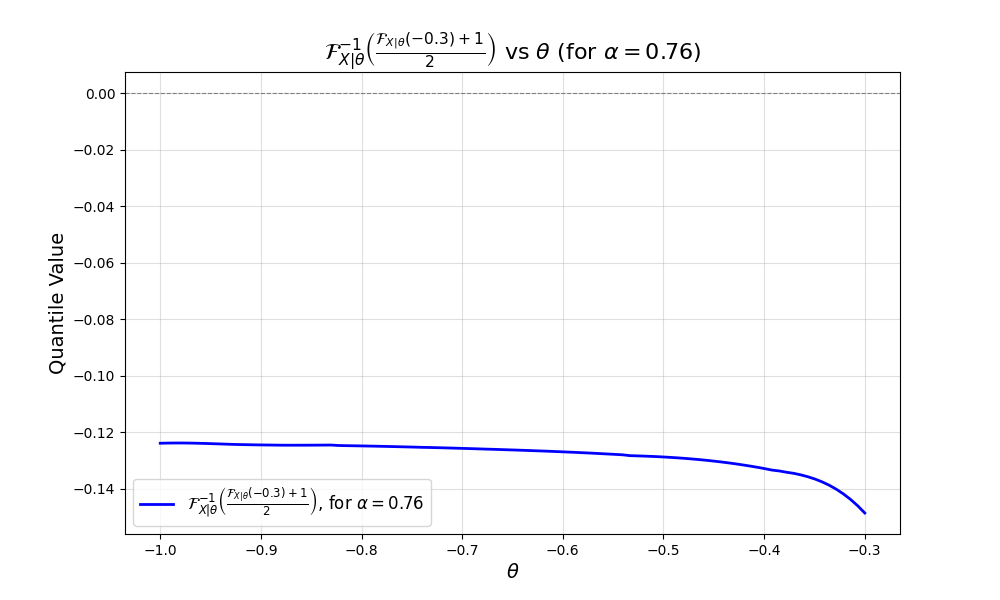 $\mathcal{F}^{-1}_{X|\theta}\left(\frac{\mathcal{F}_{X|\theta}(-0.3)+1}{2}\right)$ vs $\theta$ (for $\alpha = 0.76$)
Quantile Value
0.00
−0.02
−0.04
−0.06
−0.08
−0.10
−0.12
−0.14
$\mathcal{F}^{-1}_{X|\theta}\left(\frac{\mathcal{F}_{X|\theta}(-0.3)+1}{2}\right)$, for $\alpha = 0.76$
−1.0 −0.9 −0.8 −0.7 −0.6 −0.5 −0.4 −0.3
θ